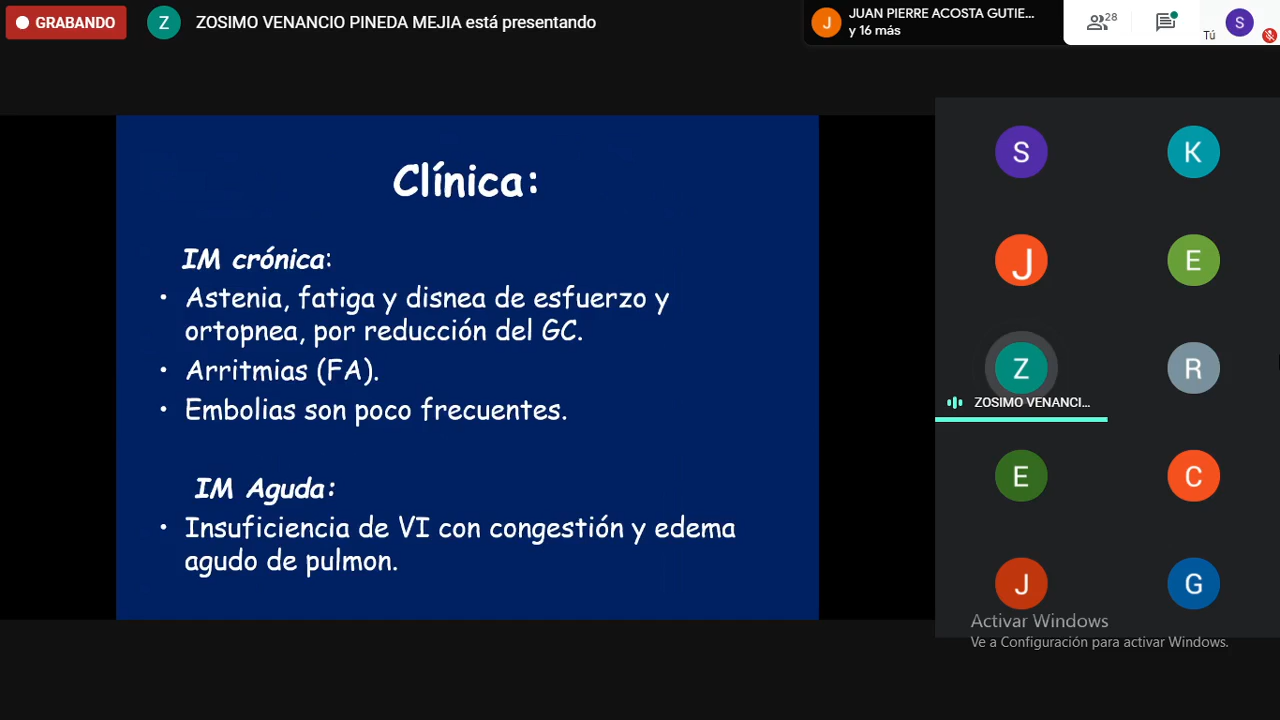 GRABANDO
Z
ZOSIMO VENANCIO PINEDA MEJIA está presentando
J
JUAN PIERRE ACOSTA GUTIE...
y 16 más
28
Tú
S
Clínica:
IM crónica:
• Astenia, fatiga y disnea de esfuerzo y
ortopnea, por reducción del GC.
• Arritmias (FA).
• Embolias son poco frecuentes.
IM Aguda:
• Insuficiencia de VI con congestión y edema
agudo de pulmon.
S
K
J
E
Z
R
ZOSIMO VENANCI...
E
C
J
G
Activar Windows
Ve a Configuración para activar Windows.